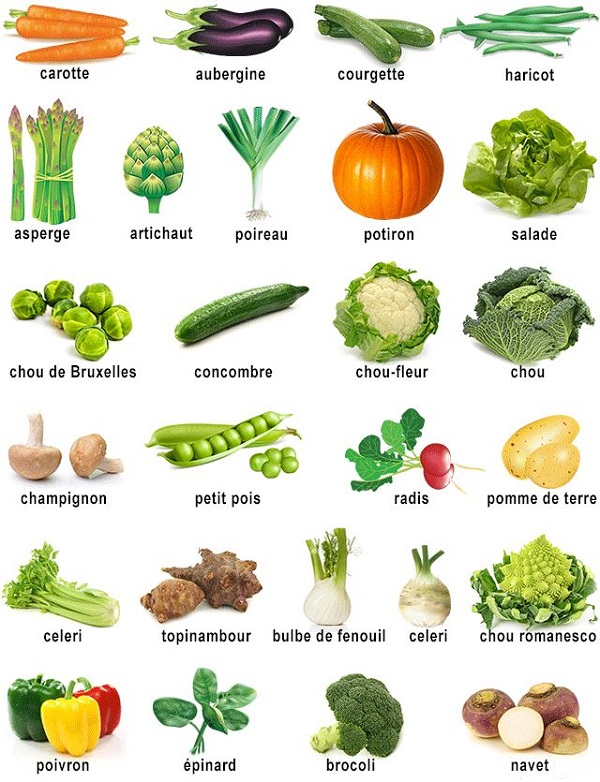 carotte aubergine courgette haricot
asperge artichaut poireau potiron salade
chou de Bruxelles concombre chou-fleur chou
champignon petit pois radis pomme de terre
celeri topinambour bulbe de fenouil celeri chou romanesco
poivron épinard brocoli navet